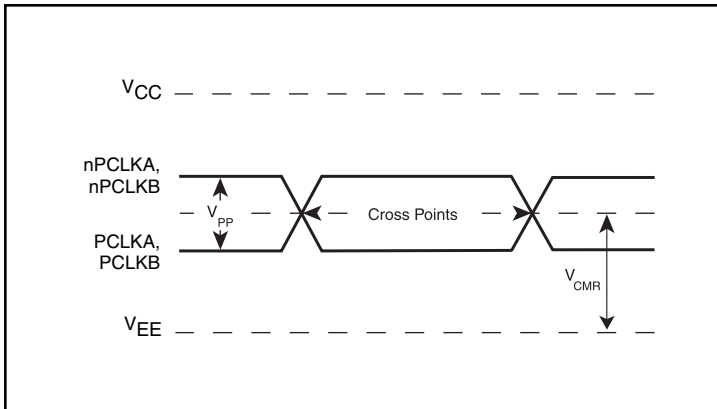 VCC
nPCLKA,
nPCLKB
VPP
Cross Points
PCLKA,
PCLKB
VCMR
VEE